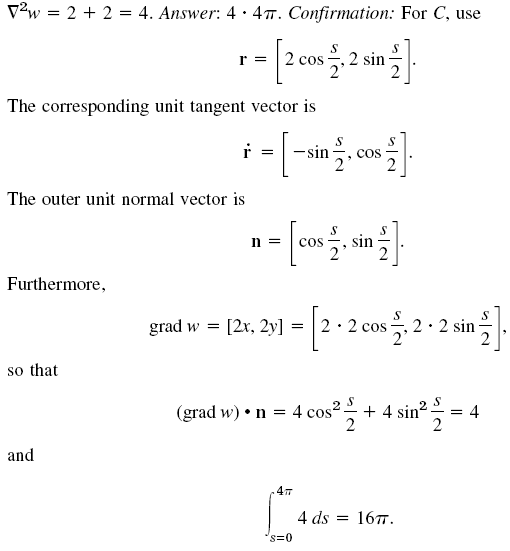 ∇²w = 2 + 2 = 4. Answer: 4 · 4π. Confirmation: For C, use
r = [2 cos s/2, 2 sin s/2].
The corresponding unit tangent vector is
ṙ = [−sin s/2, cos s/2].
The outer unit normal vector is
n = [cos s/2, sin s/2].
Furthermore,
grad w = [2x, 2y] = [2 · 2 cos s/2, 2 · 2 sin s/2],
so that
(grad w) • n = 4 cos² s/2 + 4 sin² s/2 = 4
and
∫_{s=0}^{4π} 4 ds = 16π.